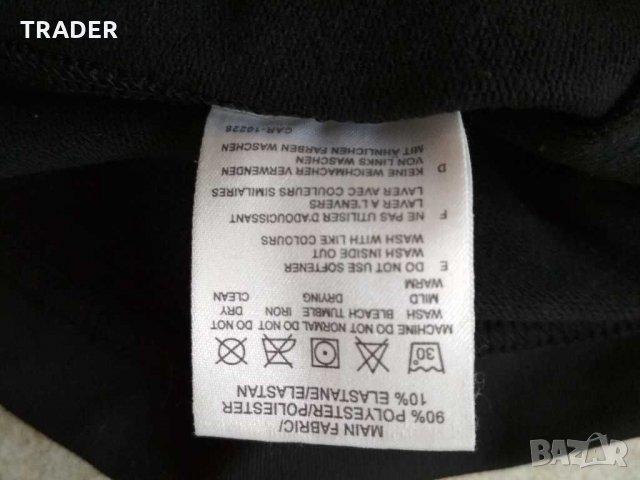 TRADER
MAIN FABRIC/
90% POLYESTER/POLIESTER
10% ELASTANE/ELASTAN
30°
MACHINE DO NOT NORMAL DO NOT DO NOT
WASH BLEACH TUMBLE IRON DRY
MILD DRYING CLEAN
WARM
E DO NOT USE SOFTENER
WASH INSIDE OUT
WASH WITH LIKE COLOURS
F NE PAS UTILISER D'ADOUCISSANT
LAVER A L'ENVERS
LAVER AVEC COULEURS SIMILAIRES
D KEINE WEICHMACHER VERWENDEN
VON LINKS WASCHEN
MIT ÄHNLICHEN FARBEN WASCHEN
CAR-10228
BAZAR